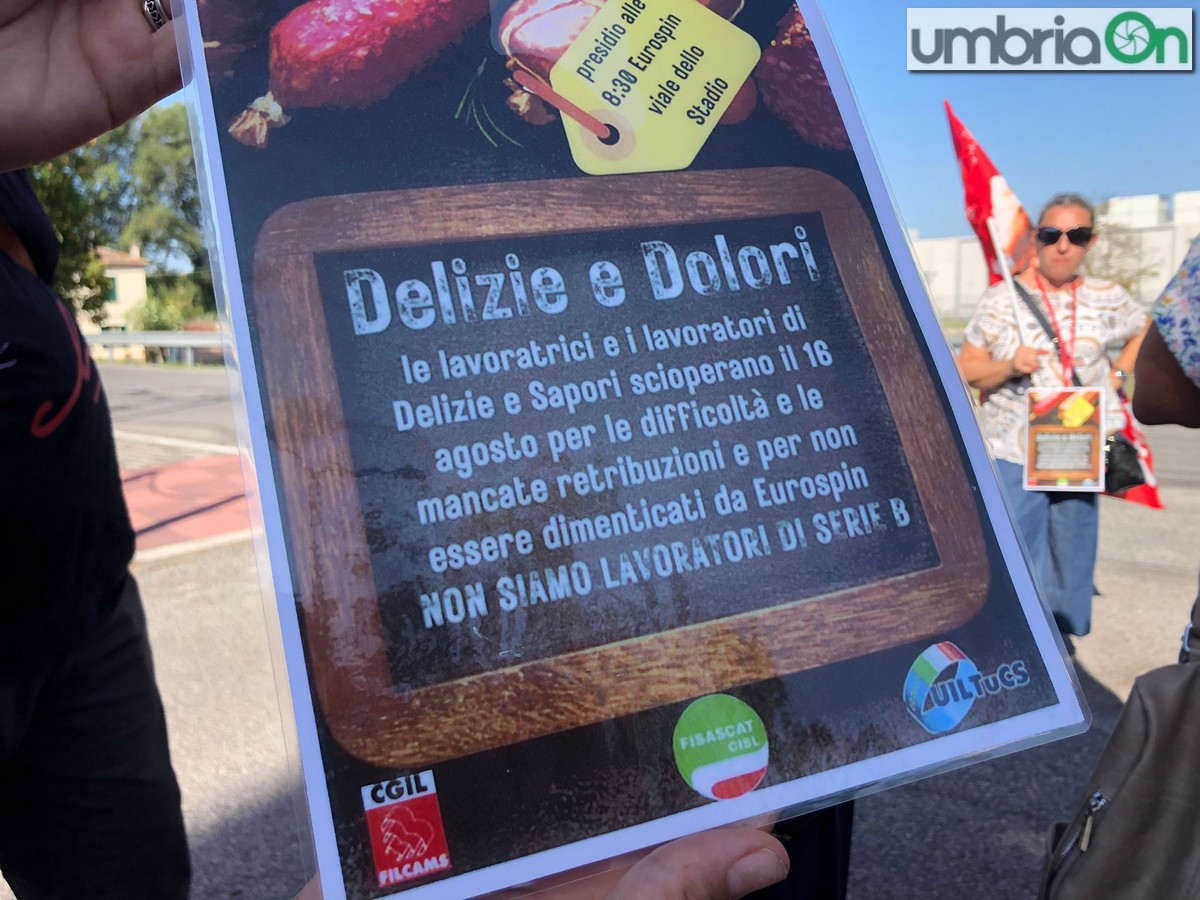 umbriaOn
presidio alle
8:30 Eurospin
viale dello
Stadio
Delizie e Dolori
le lavoratrici e i lavoratori di
Delizie e Sapori scioperano il 16
agosto per le difficoltà e le
mancate retribuzioni e per non
essere dimenticati da Eurospin
NON SIAMO LAVORATORI DI SERIE B
CGIL
FILCAMS
FISASCAT
CISL
UILTuCS